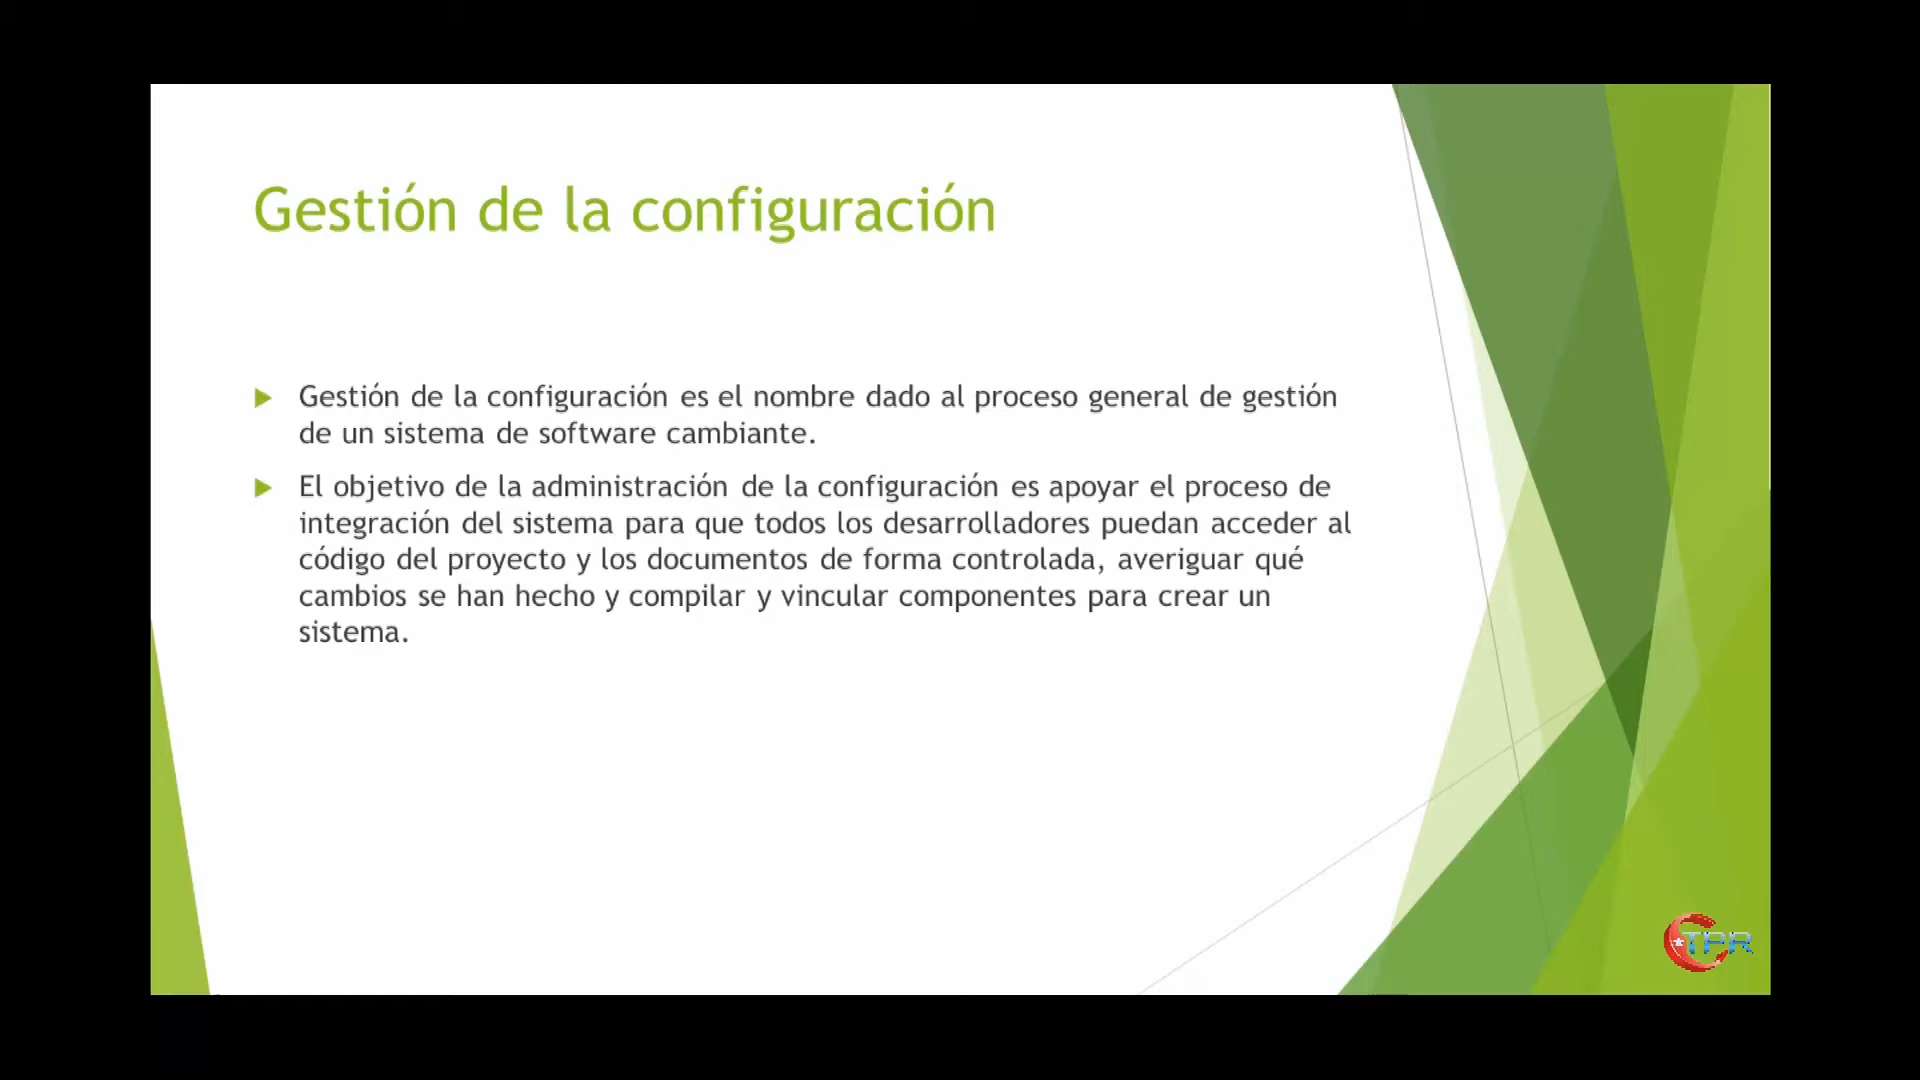 Gestión de la configuración
Gestión de la configuración es el nombre dado al proceso general de gestión
de un sistema de software cambiante.
El objetivo de la administración de la configuración es apoyar el proceso de
integración del sistema para que todos los desarrolladores puedan acceder al
código del proyecto y los documentos de forma controlada, averiguar qué
cambios se han hecho y compilar y vincular componentes para crear un
sistema.
TPR